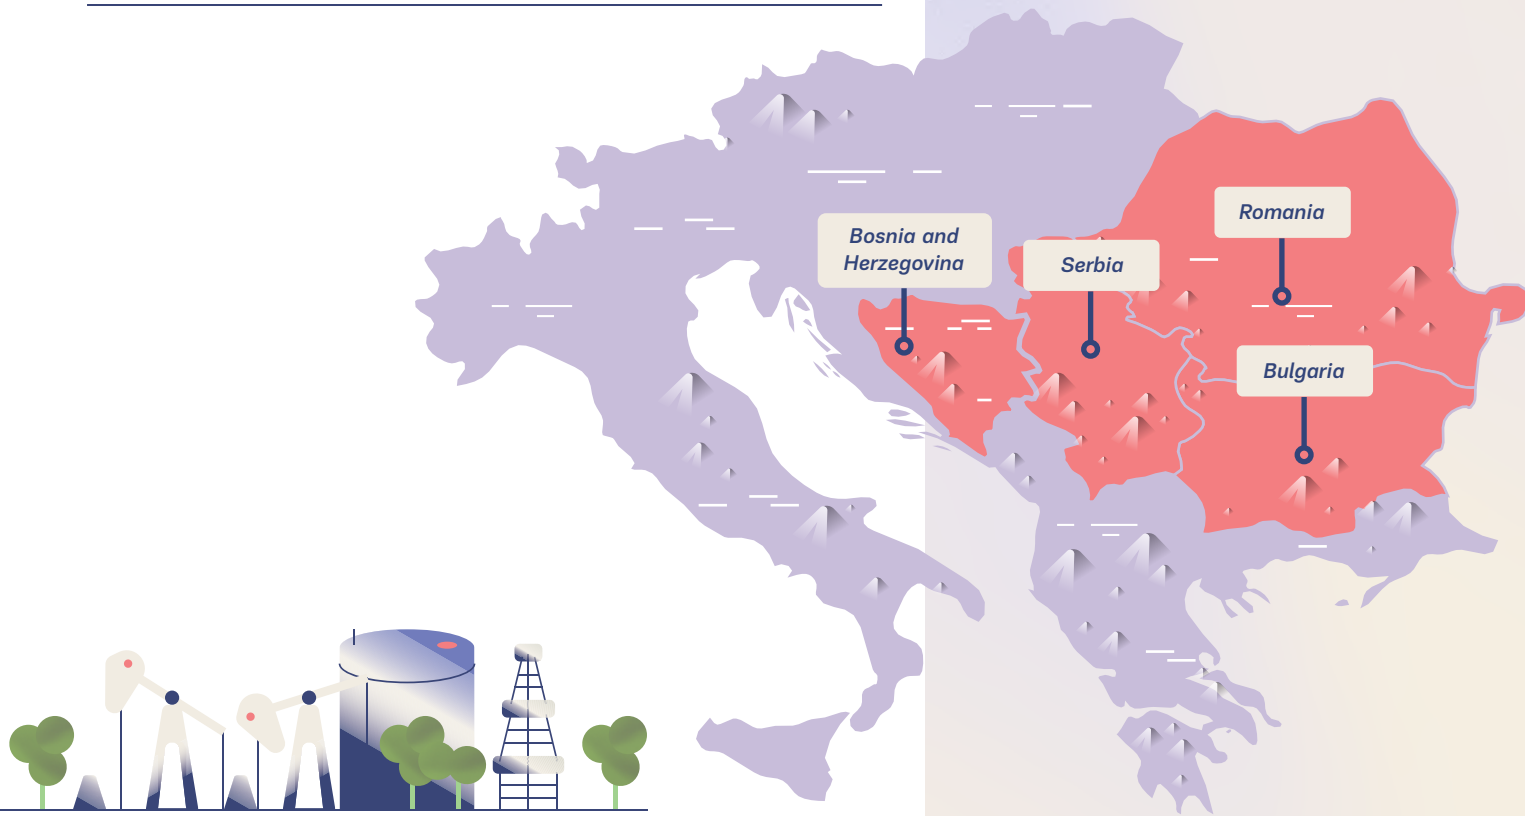 Romania
Bosnia and
Herzegovina
Serbia
Bulgaria